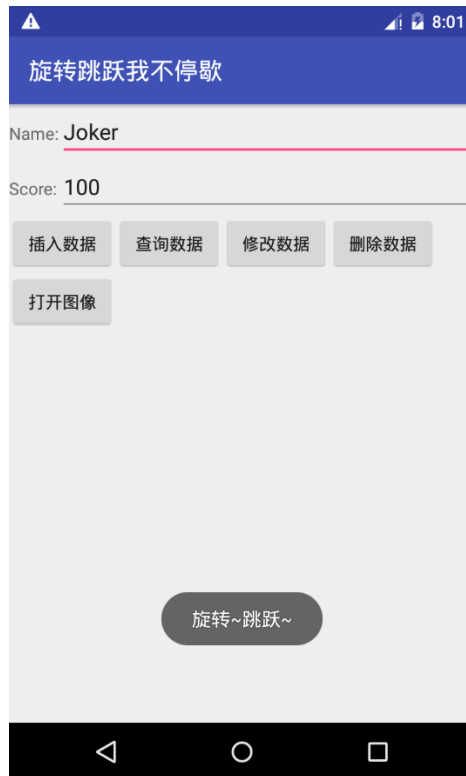 8:01
旋转跳跃我不停歇
Name: Joker
Score: 100
插入数据 查询数据 修改数据 删除数据
打开图像
旋转~跳跃~